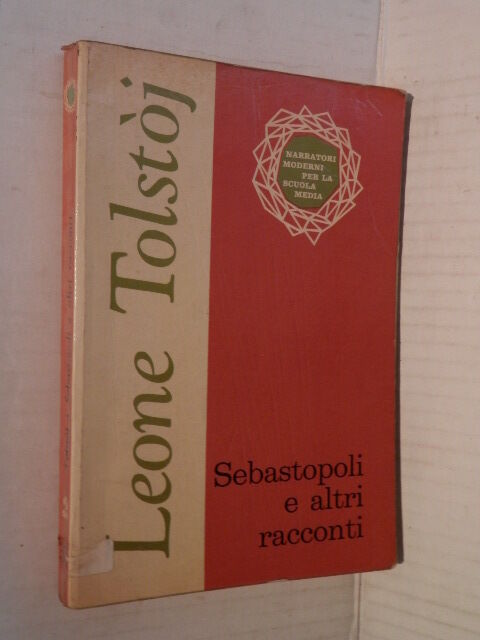 Leone Tolstòj
NARRATORI
MODERNI
PER LA
SCUOLA
MEDIA
Sebastopoli
e altri
racconti